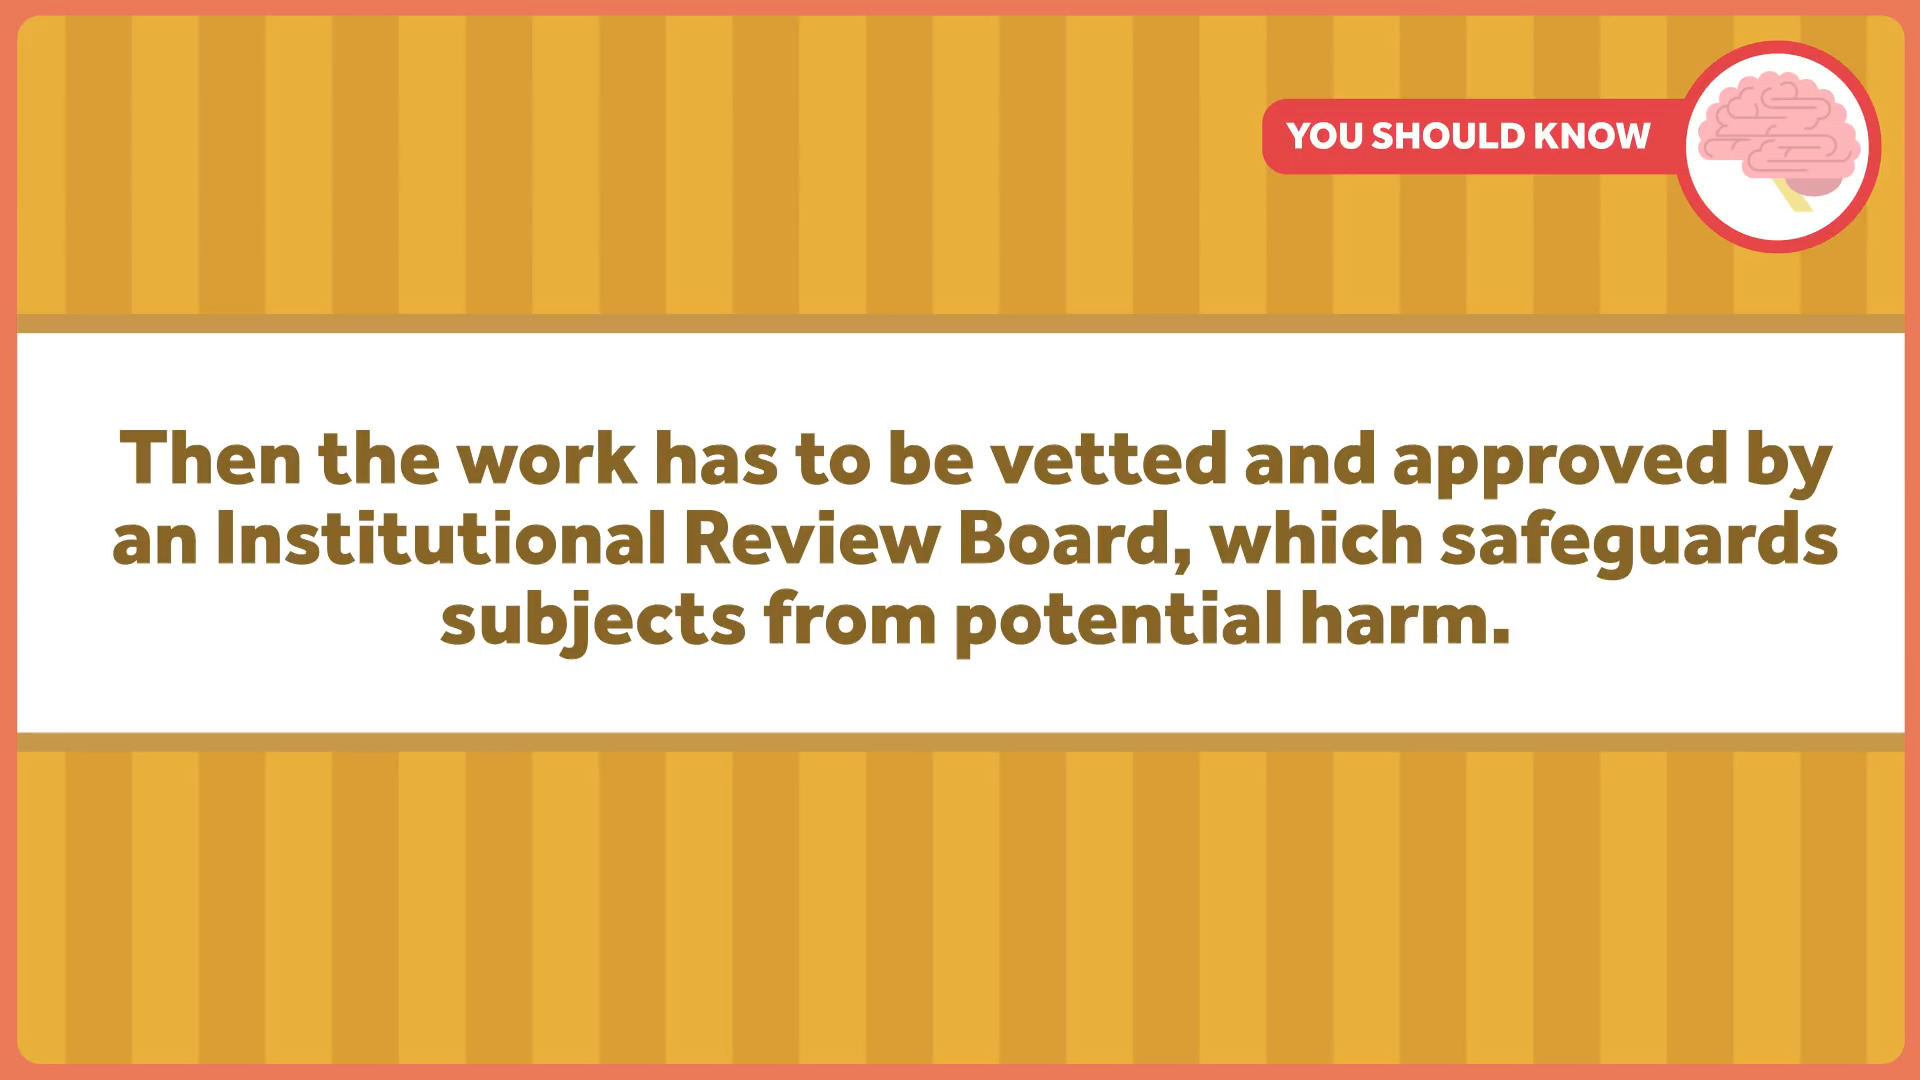 YOU SHOULD KNOW
Then the work has to be vetted and approved by
an Institutional Review Board, which safeguards
subjects from potential harm.